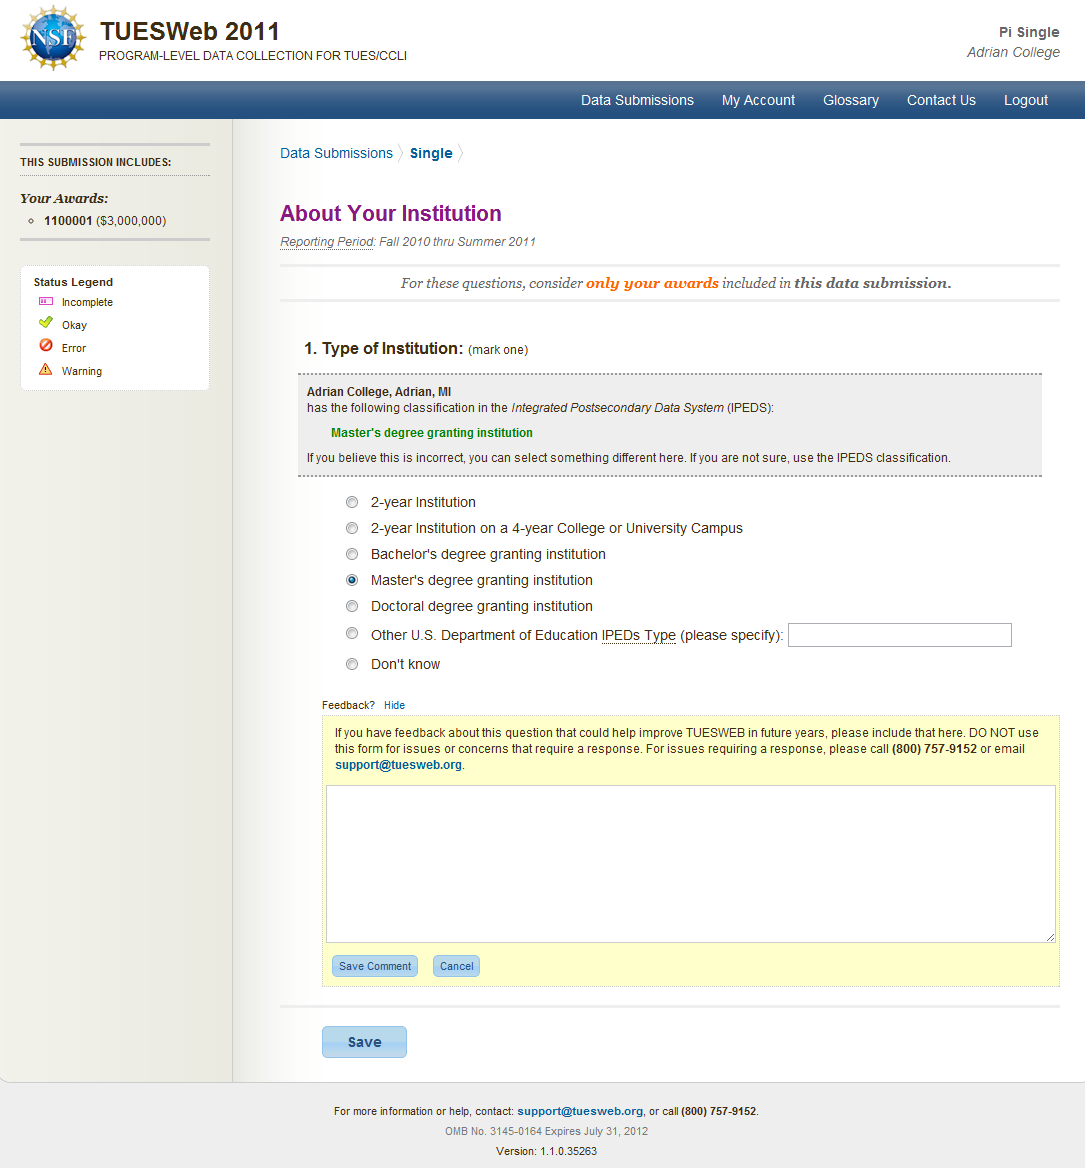 NSF
TUESWeb 2011
PROGRAM-LEVEL DATA COLLECTION FOR TUES/CCLI
Pi Single
Adrian College
Data Submissions My Account Glossary Contact Us Logout
THIS SUBMISSION INCLUDES:
Your Awards:
1100001 ($3,000,000)
Status Legend
Incomplete
Okay
Error
Warning
Data Submissions Single
About Your Institution
Reporting Period: Fall 2010 thru Summer 2011
For these questions, consider only your awards included in this data submission.
1. Type of Institution: (mark one)
Adrian College, Adrian, MI
has the following classification in the Integrated Postsecondary Data System (IPEDS):
Master's degree granting institution
If you believe this is incorrect, you can select something different here. If you are not sure, use the IPEDS classification.
2-year Institution
2-year Institution on a 4-year College or University Campus
Bachelor's degree granting institution
Master's degree granting institution
Doctoral degree granting institution
Other U.S. Department of Education IPEDs Type (please specify):
Don't know
Feedback? Hide
If you have feedback about this question that could help improve TUESWEB in future years, please include that here. DO NOT use
this form for issues or concerns that require a response. For issues requiring a response, please call (800) 757-9152 or email
support@tuesweb.org.
Save Comment Cancel
Save
For more information or help, contact: support@tuesweb.org, or call (800) 757-9152.
OMB No. 3145-0164 Expires July 31, 2012
Version: 1.1.0.35263